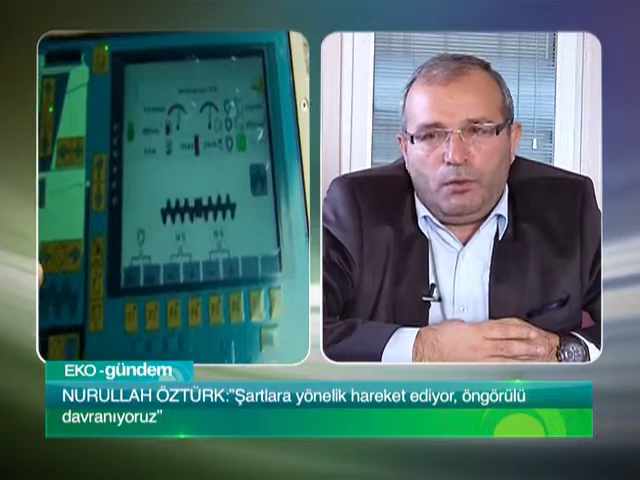 EKO-gündem
NURULLAH ÖZTÜRK:"Şartlara yönelik hareket ediyor, öngörülü
davranıyoruz"